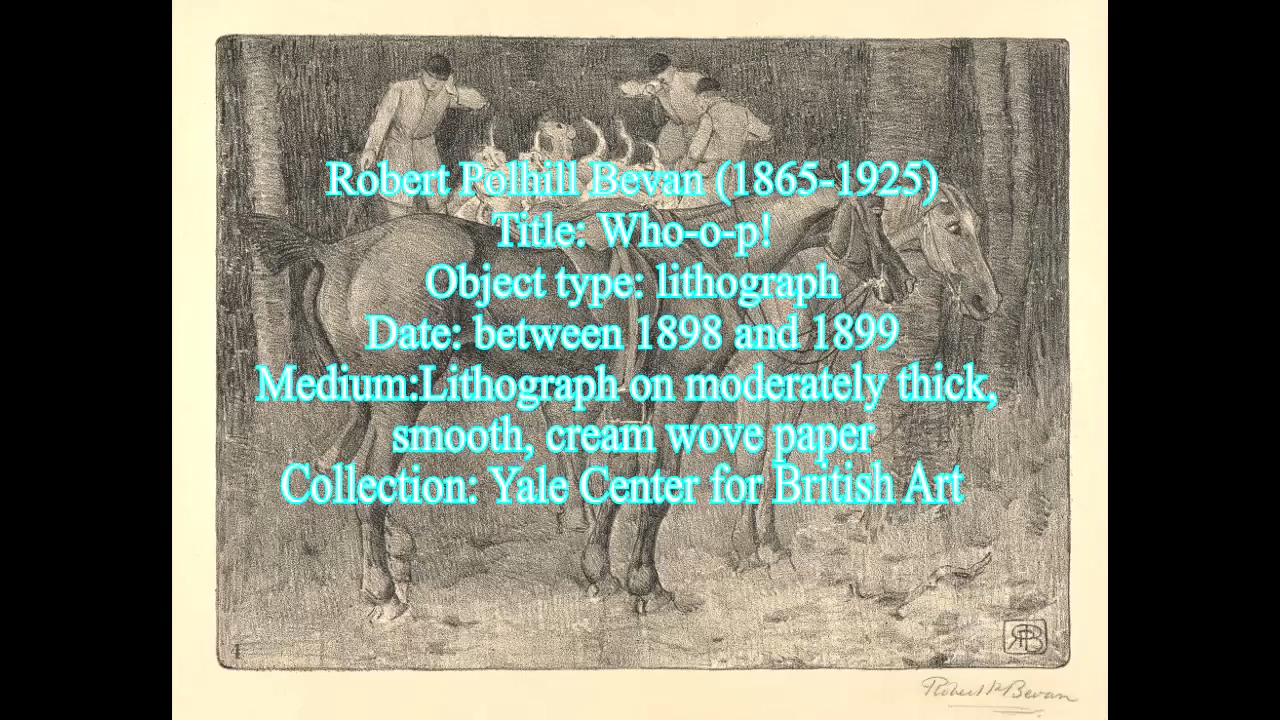 Robert Polhill Bevan (1865-1925)
Title: Who-o-p!
Object type: lithograph
Date: between 1898 and 1899
Medium:Lithograph on moderately thick,
smooth, cream wove paper
Collection: Yale Center for British Art
RPB
Robert P Bevan